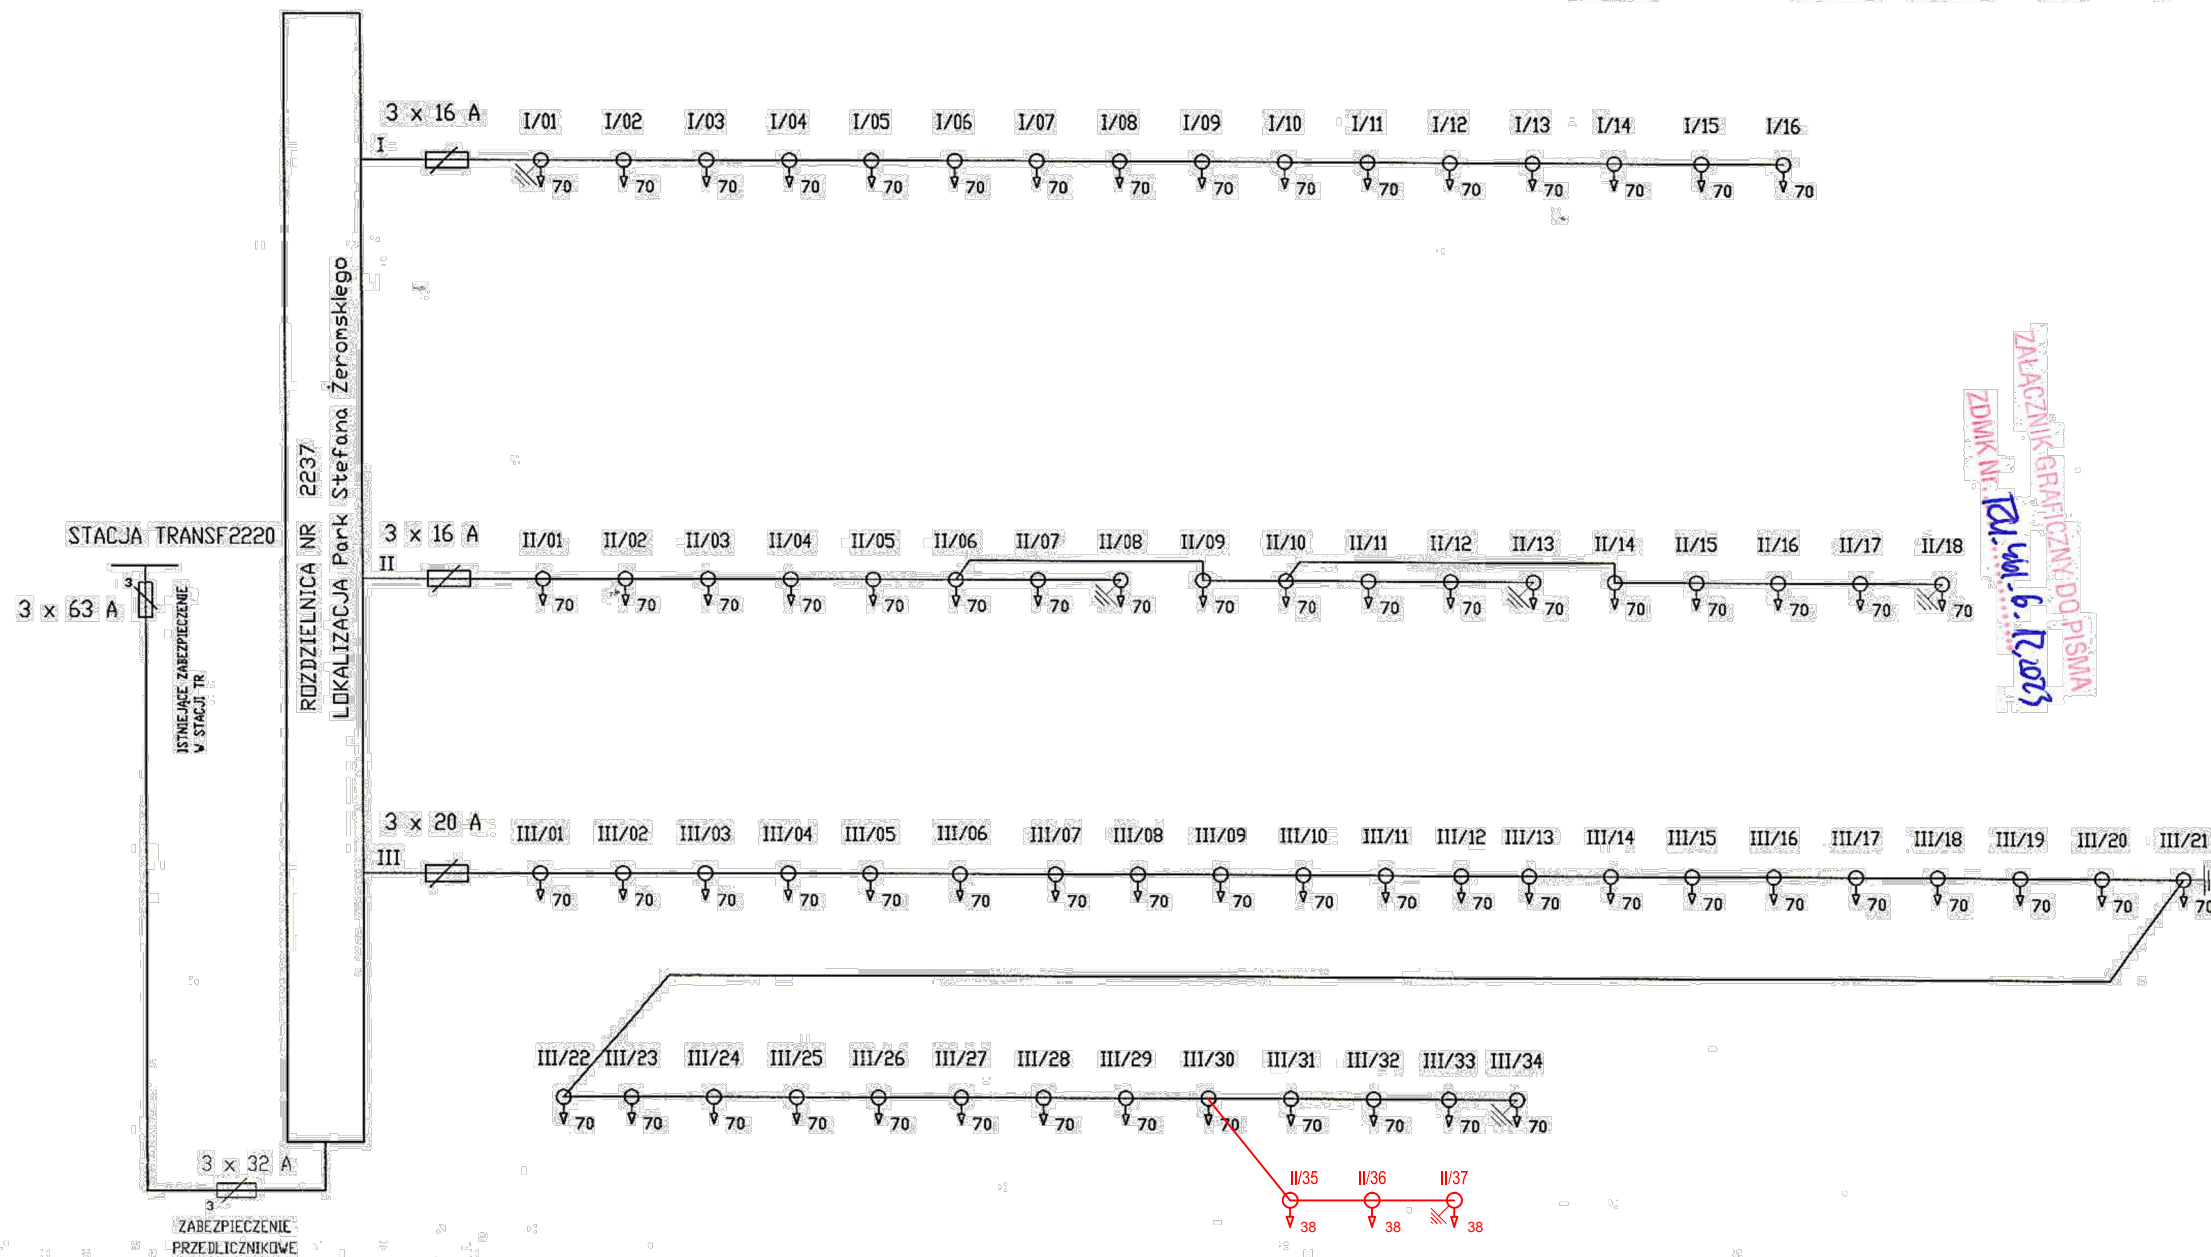 3 x 16 A
I
I/01 I/02 I/03 I/04 I/05 I/06 I/07 I/08 I/09 I/10 I/11 I/12 I/13 I/14 I/15 I/16
70 70 70 70 70 70 70 70 70 70 70 70 70 70 70 70
STACJA TRANSF2220
3
3 x 63 A
ISTNIEJĄCE ZABEZPIECZENIE
W STACJI TR.
ROZDZIELNICA NR 2237
LOKALIZACJA Park Stefana Żeromskiego
3 x 16 A
II
II/01 II/02 II/03 II/04 II/05 II/06 II/07 II/08 II/09 II/10 II/11 II/12 II/13 II/14 II/15 II/16 II/17 II/18
70 70 70 70 70 70 70 70 70 70 70 70 70 70 70 70 70 70
ZAŁĄCZNIK GRAFICZNY DO PISMA
ZDMK Nr.
3 x 20 A
III
III/01 III/02 III/03 III/04 III/05 III/06 III/07 III/08 III/09 III/10 III/11 III/12 III/13 III/14 III/15 III/16 III/17 III/18 III/19 III/20 III/21
70 70 70 70 70 70 70 70 70 70 70 70 70 70 70 70 70 70 70 70 70
III/22 III/23 III/24 III/25 III/26 III/27 III/28 III/29 III/30 III/31 III/32 III/33 III/34
70 70 70 70 70 70 70 70 70 70 70 70 70
II/35 II/36 II/37
38 38 38
3 x 32 A
3
ZABEZPIECZENIE
PRZEDLICZNIKOWE